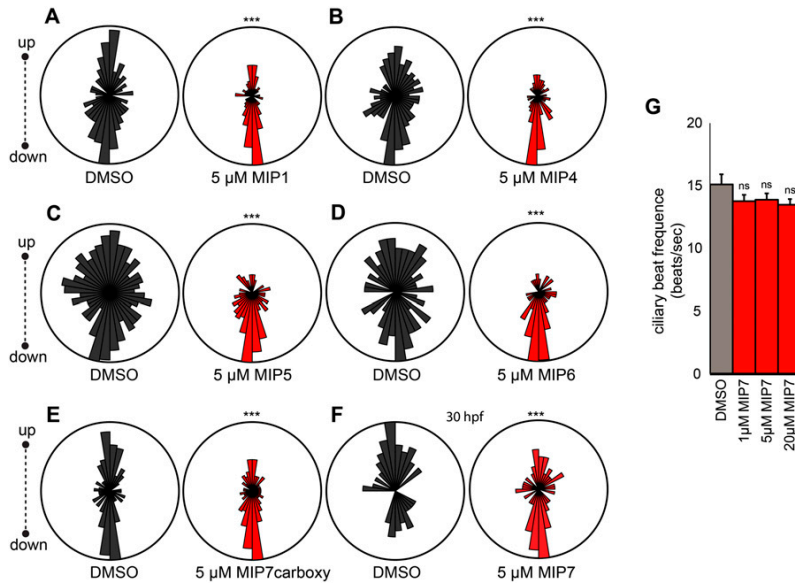 A
***
B
***
up
down
DMSO
5 µM MIP1
DMSO
5 µM MIP4
C
***
D
***
up
down
DMSO
5 µM MIP5
DMSO
5 µM MIP6
E
***
F
30 hpf
***
up
down
DMSO
5 µM MIP7carboxy
DMSO
5 µM MIP7
G
ciliary beat frequence
(beats/sec)
20
15
10
5
0
ns
ns
ns
DMSO
1µM MIP7
5µM MIP7
20µM MIP7